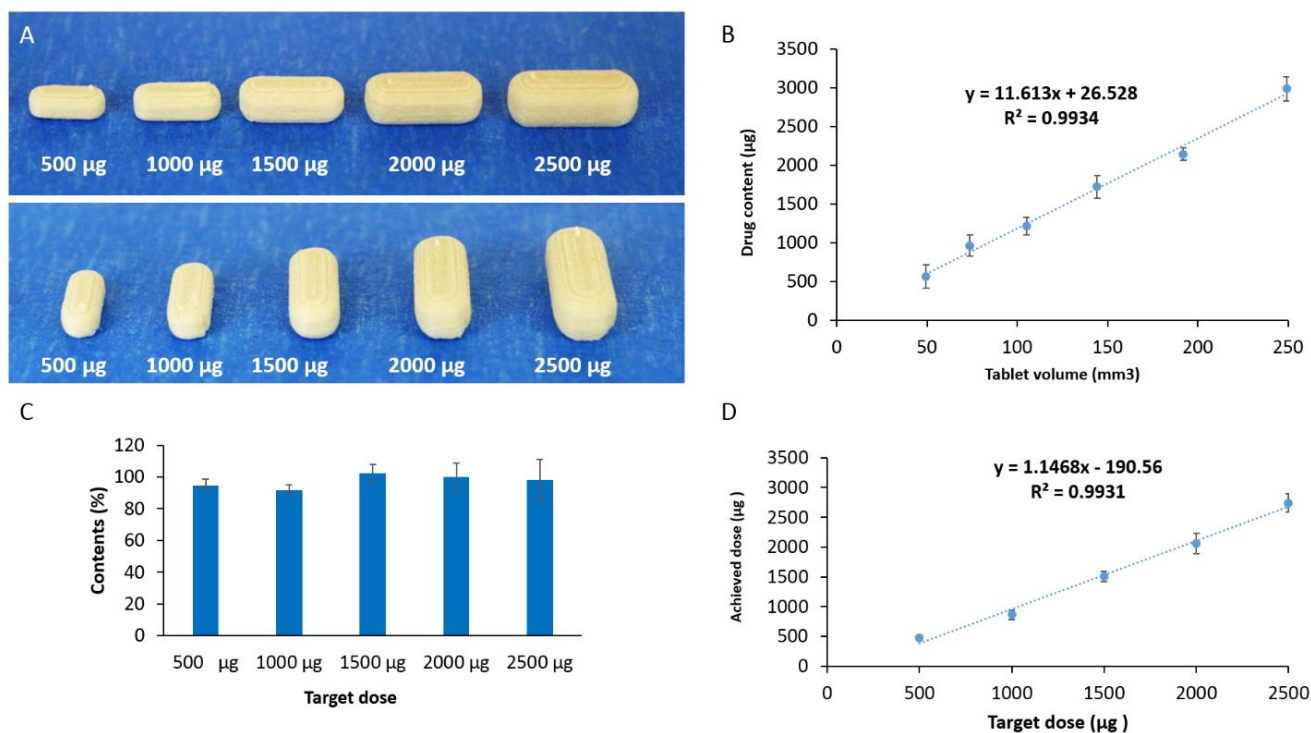 A
500 µg 1000 µg 1500 µg 2000 µg 2500 µg
500 µg 1000 µg 1500 µg 2000 µg 2500 µg
B
y = 11.613x + 26.528
R² = 0.9934
Drug content (µg)
3500
3000
2500
2000
1500
1000
500
0
0 50 100 150 200 250
Tablet volume (mm3)
C
Contents (%)
120
100
80
60
40
20
0
500 µg 1000 µg 1500 µg 2000 µg 2500 µg
Target dose
D
y = 1.1468x - 190.56
R² = 0.9931
Achieved dose (µg )
3500
3000
2500
2000
1500
1000
500
0
0 500 1000 1500 2000 2500
Target dose (µg )